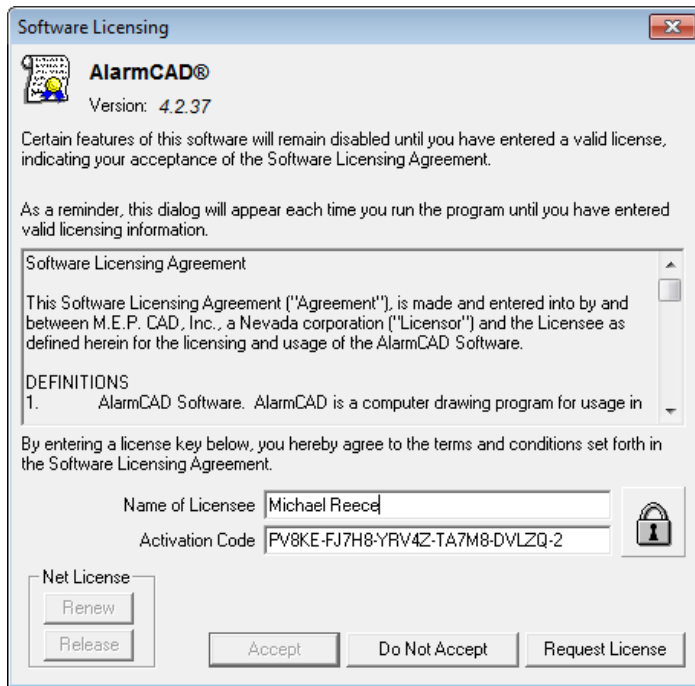 Software Licensing
AlarmCAD®
Version: 4.2.37
Certain features of this software will remain disabled until you have entered a valid license,
indicating your acceptance of the Software Licensing Agreement.
As a reminder, this dialog will appear each time you run the program until you have entered
valid licensing information.
Software Licensing Agreement
This Software Licensing Agreement ("Agreement"), is made and entered into by and
between M.E.P. CAD, Inc., a Nevada corporation ("Licensor") and the Licensee as
defined herein for the licensing and usage of the AlarmCAD Software.
DEFINITIONS
1. AlarmCAD Software. AlarmCAD is a computer drawing program for usage in
By entering a license key below, you hereby agree to the terms and conditions set forth in
the Software Licensing Agreement.
Name of Licensee Michael Reece
Activation Code PV8KE-FJ7H8-YRV4Z-TA7M8-DVLZQ-2
Net License
Renew
Release
Accept Do Not Accept Request License